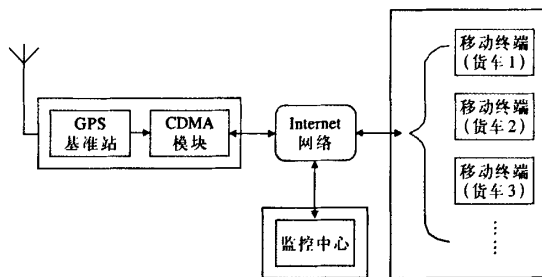 GPS
基准站
CDMA
模块
Internet
网络
监控中心
移动终端
(货车1)
移动终端
(货车2)
移动终端
(货车3)
……